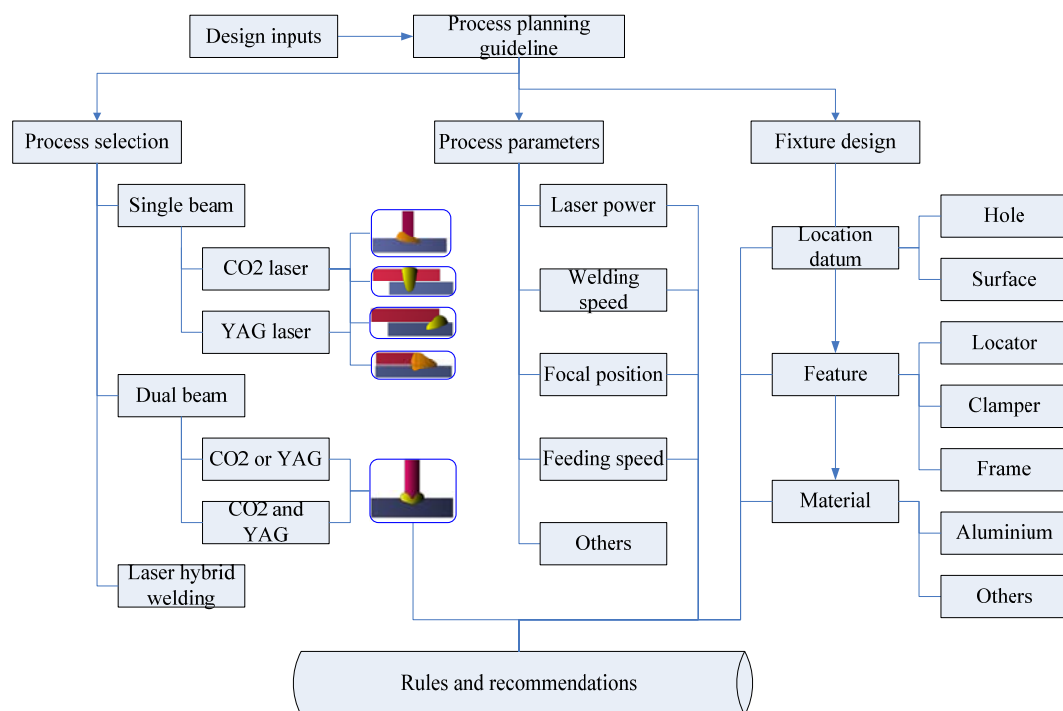 Design inputs
Process planning
guideline
Process selection
Process parameters
Fixture design
Single beam
CO2 laser
YAG laser
Dual beam
CO2 or YAG
CO2 and
YAG
Laser hybrid
welding
Laser power
Welding
speed
Focal position
Feeding speed
Others
Location
datum
Hole
Surface
Feature
Locator
Clamper
Frame
Material
Aluminium
Others
Rules and recommendations